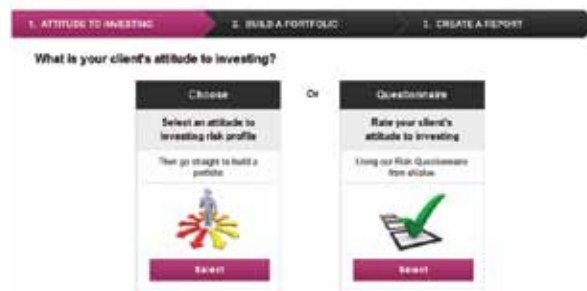 1. ATTITUDE TO INVESTING
2. BUILD A PORTFOLIO
3. CREATE A REPORT
What is your client's attitude to investing?
Choose
Select an attitude to
investing risk profile
Then go straight to build a
portfolio
Select
Or
Questionnaire
Rate your client's
attitude to investing
Using our Risk Questionnaire
from eValue
Select